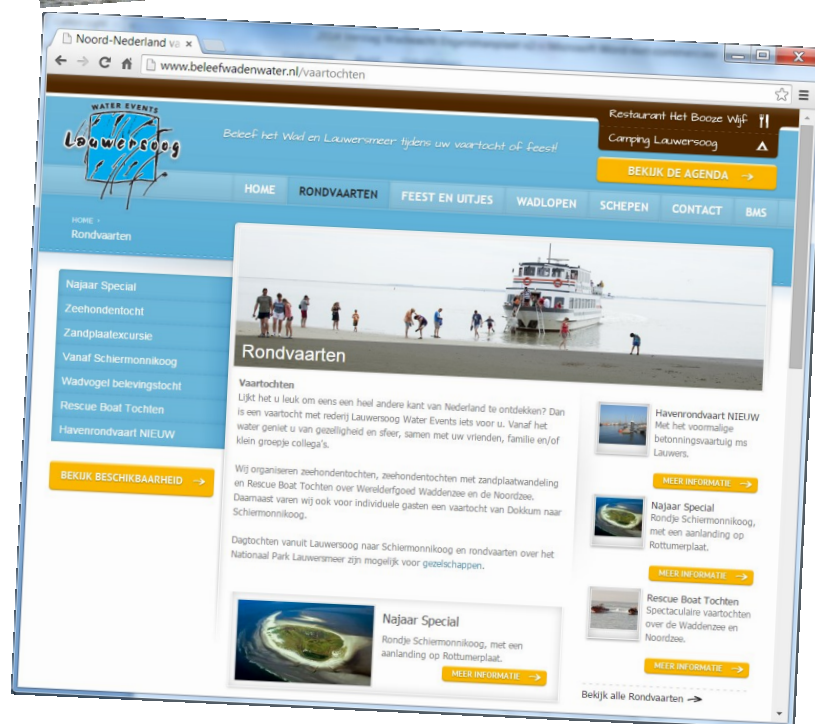 Noord-Nederland va
www.beleefwadenwater.nl/vaartochten
WATER EVENTS
Lauwersoog
Beleef het Wad en Lauwersmeer tijdens uw vaartocht of feest!
Restaurant Het Booze Wijf
Camping Lauwersoog
BEKIJK DE AGENDA →
HOME RONDVAARTEN FEEST EN UITJES WADLOPEN SCHEPEN CONTACT BMS
HOME
Rondvaarten
Najaar Special
Zeehondentocht
Zandplaatexcursie
Vanaf Schiermonnikoog
Wadvogel belevingstocht
Rescue Boat Tochten
Havenrondvaart NIEUW
BEKIJK BESCHIKBAARHEID →
Rondvaarten
Vaartochten
Lijkt het u leuk om eens een heel andere kant van Nederland te ontdekken? Dan
is een vaartocht met rederij Lauwersoog Water Events iets voor u. Vanaf het
water geniet u van gezelligheid en sfeer, samen met uw vrienden, familie en/of
klein groepje collega's.
Wij organiseren zeehondentochten, zeehondentochten met zandplaatwandeling
en Rescue Boat Tochten over Werelderfgoed Waddenzee en de Noordzee.
Daarnaast varen wij ook voor individuele gasten een vaartocht van Dokkum naar
Schiermonnikoog.
Dagtochten vanuit Lauwersoog naar Schiermonnikoog en rondvaarten over het
Nationaal Park Lauwersmeer zijn mogelijk voor gezelschappen.
Najaar Special
Rondje Schiermonnikoog, met een
aanlanding op Rottumerplaat.
MEER INFORMATIE →
Havenrondvaart NIEUW
Met het voormalige
betonningsvaartuig ms
Lauwers.
MEER INFORMATIE →
Najaar Special
Rondje Schiermonnikoog,
met een aanlanding op
Rottumerplaat.
MEER INFORMATIE →
Rescue Boat Tochten
Spectaculaire vaartochten
over de Waddenzee en
Noordzee.
MEER INFORMATIE →
Bekijk alle Rondvaarten →